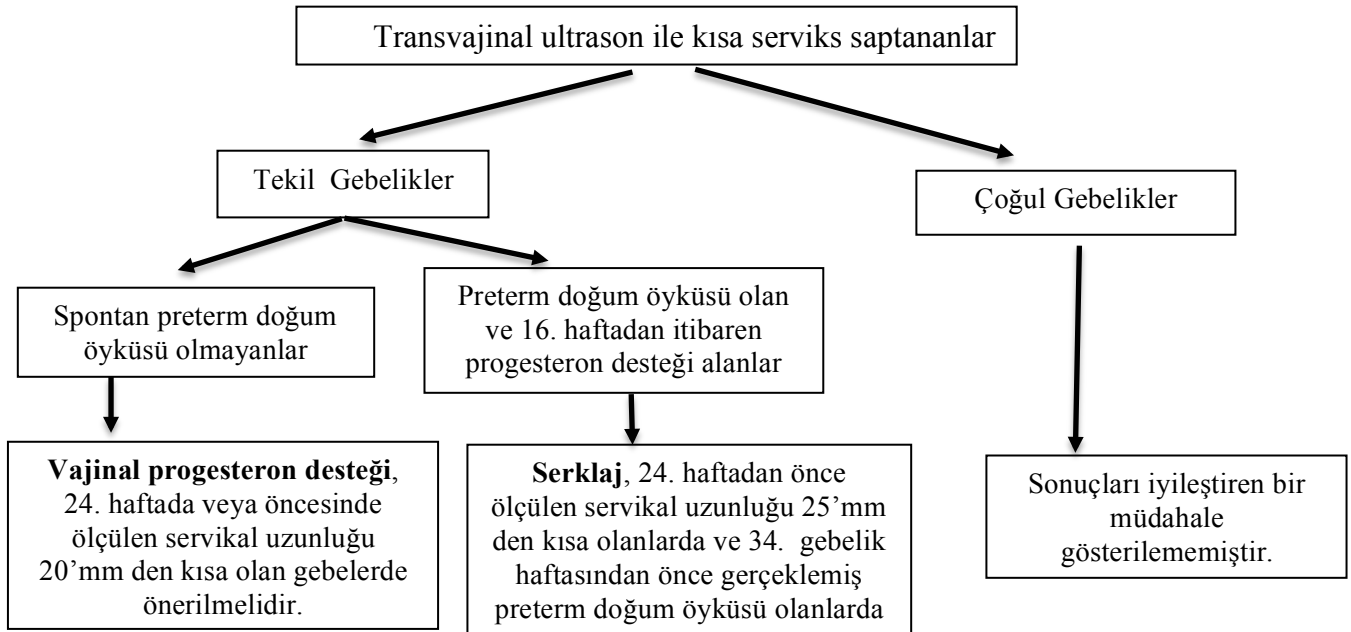 Transvajinal ultrason ile kısa serviks saptananlar
Tekil Gebelikler
Çoğul Gebelikler
Spontan preterm doğum
öyküsü olmayanlar
Preterm doğum öyküsü olan
ve 16. haftadan itibaren
progesteron desteği alanlar
Vajinal progesteron desteği,
24. haftada veya öncesinde
ölçülen servikal uzunluğu
20’mm den kısa olan gebelerde
önerilmelidir.
Serklaj, 24. haftadan önce
ölçülen servikal uzunluğu 25’mm
den kısa olanlarda ve 34. gebelik
haftasından önce gerçeklemiş
preterm doğum öyküsü olanlarda
Sonuçları iyileştiren bir
müdahale
gösterilememiştir.